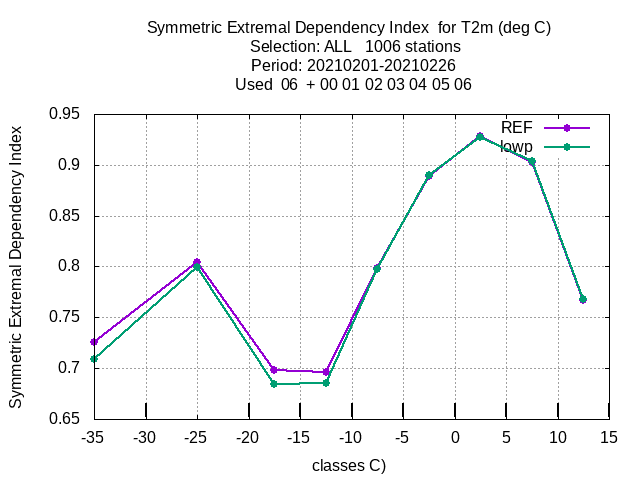 Symmetric Extremal Dependency Index  for T2m (deg C)
Selection: ALL   1006 stations
Period: 20210201-20210226
Used  06  + 00 01 02 03 04 05 06
Symmetric Extremal Dependency Index
0.95
0.9
0.85
0.8
0.75
0.7
0.65
REF
lowp
-35 -30 -25 -20 -15 -10 -5 0 5 10 15
classes C)